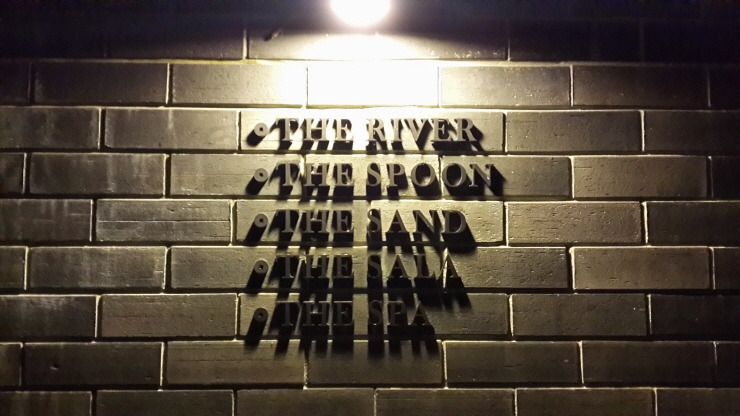 THE RIVER
THE SPOON
THE SAND
THE SALA
THE SPA